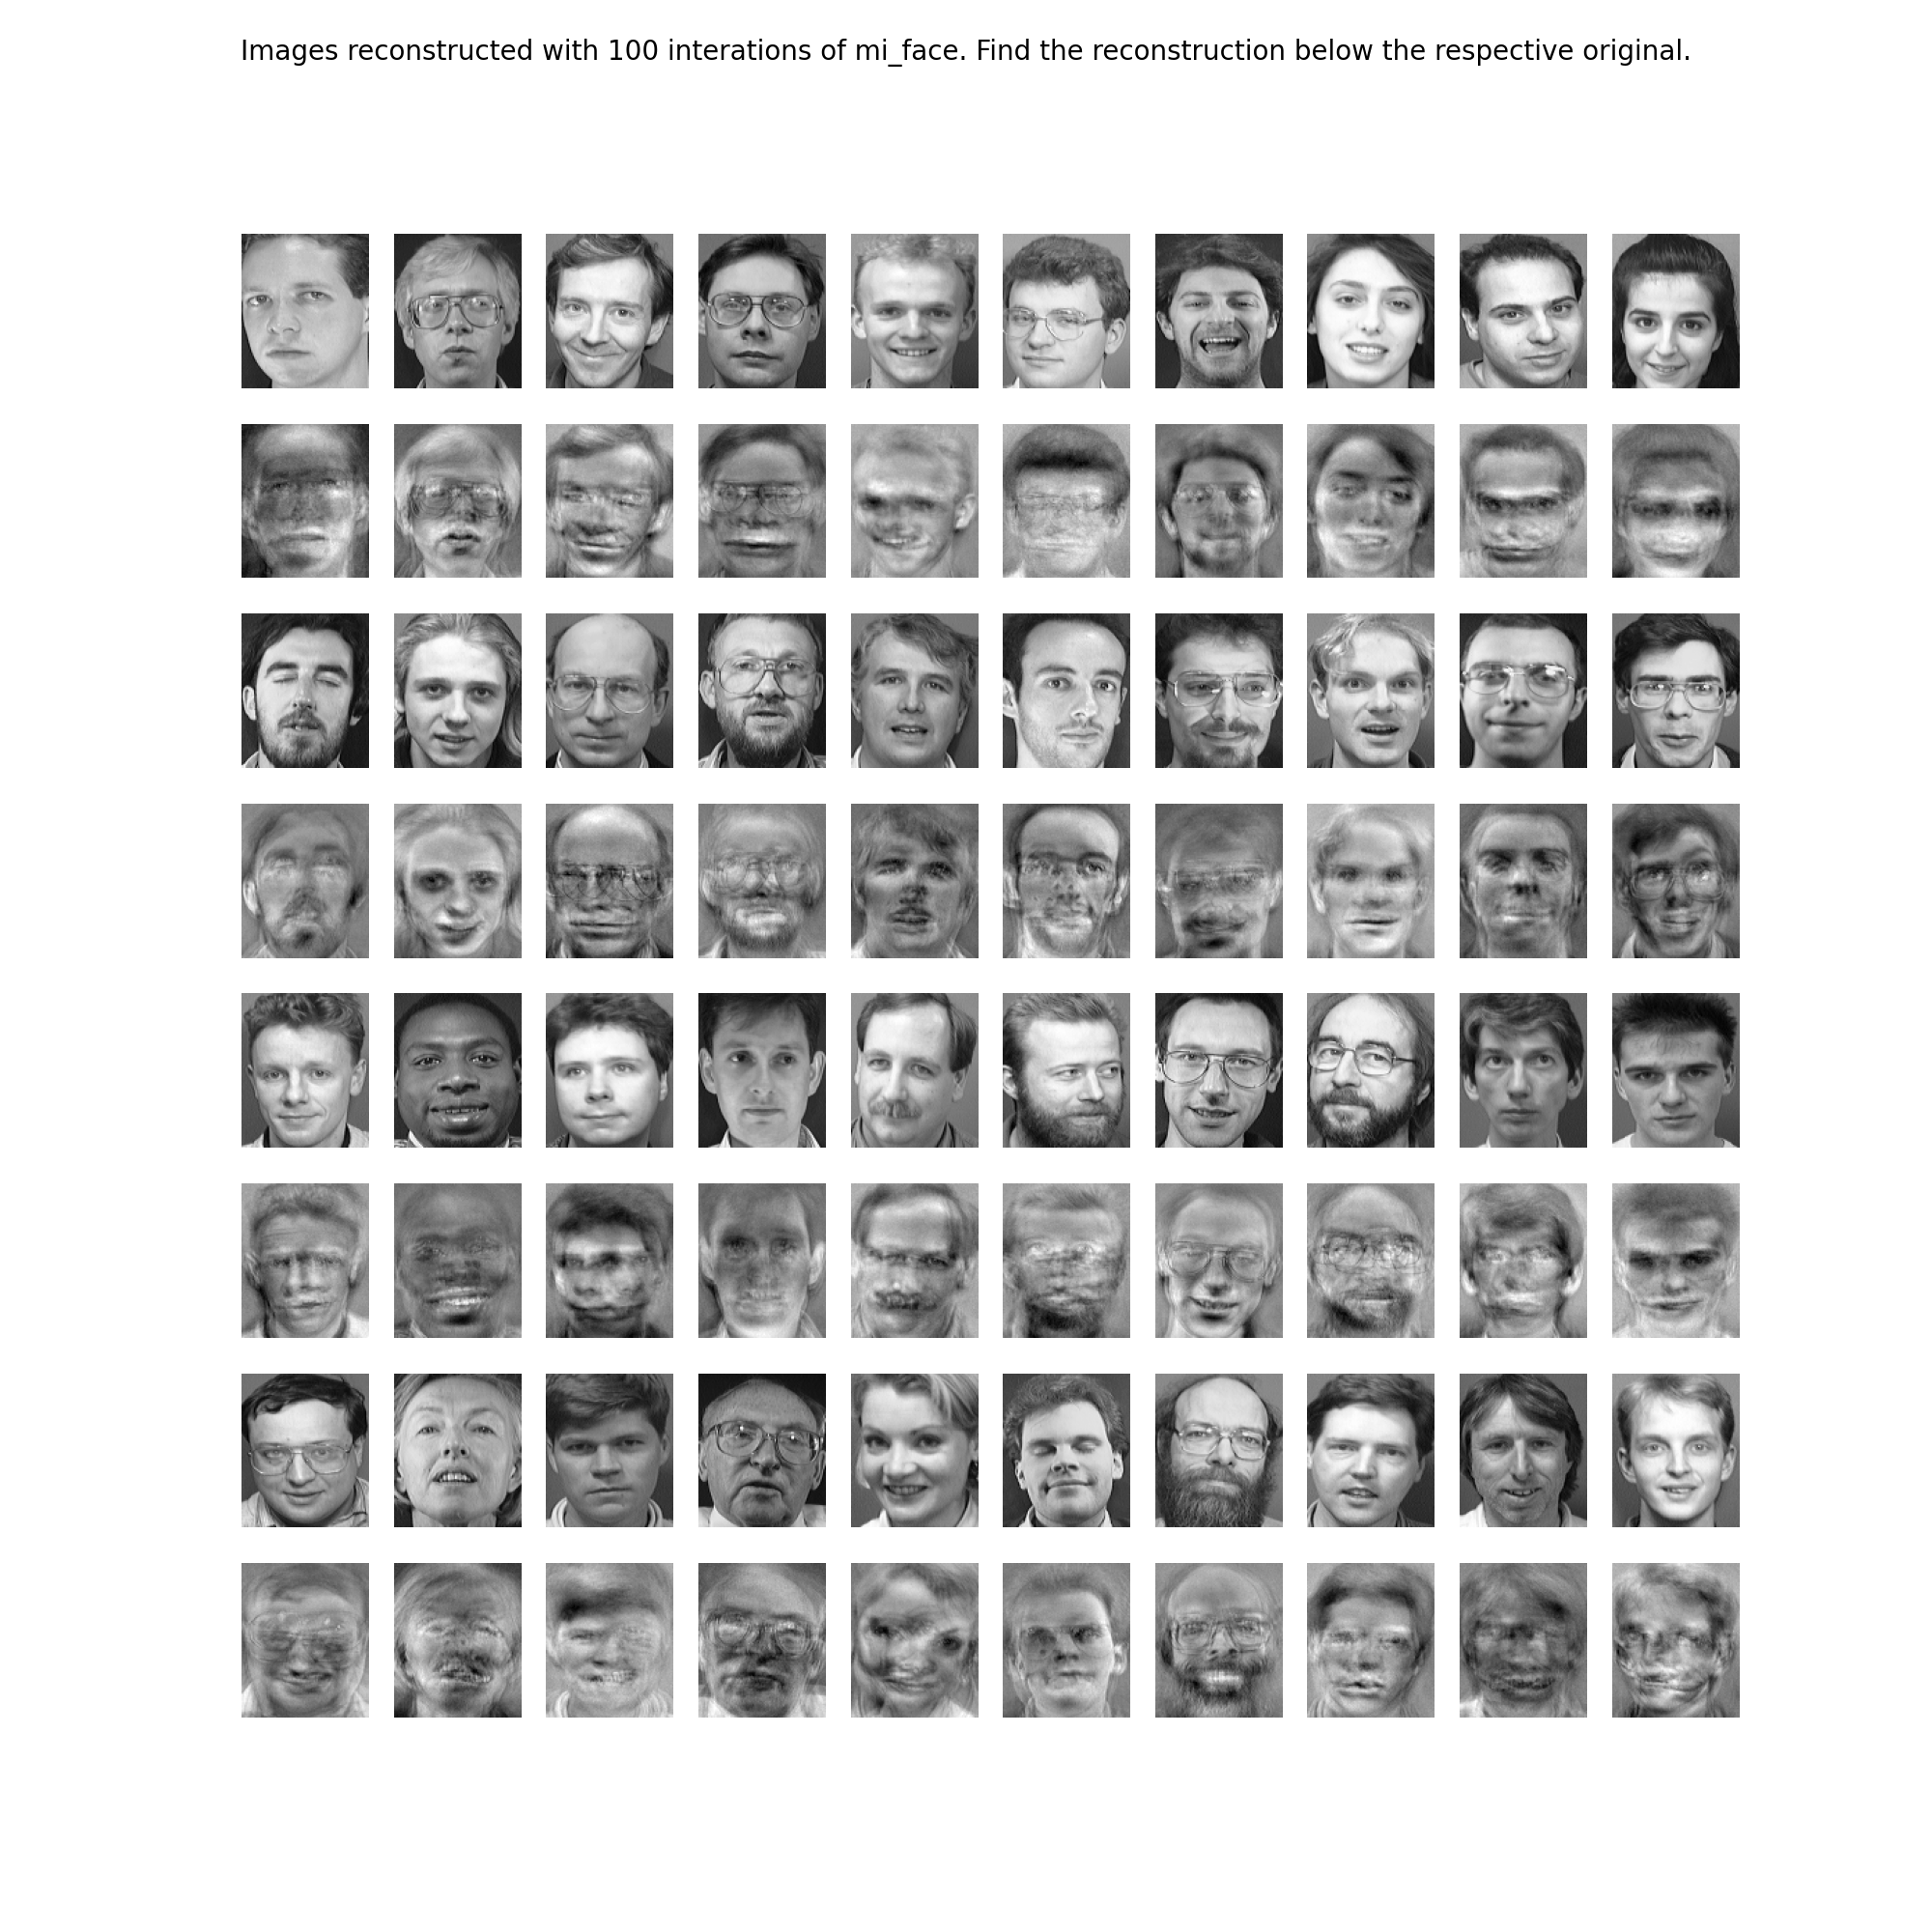 Images reconstructed with 100 interations of mi_face. Find the reconstruction below the respective original.